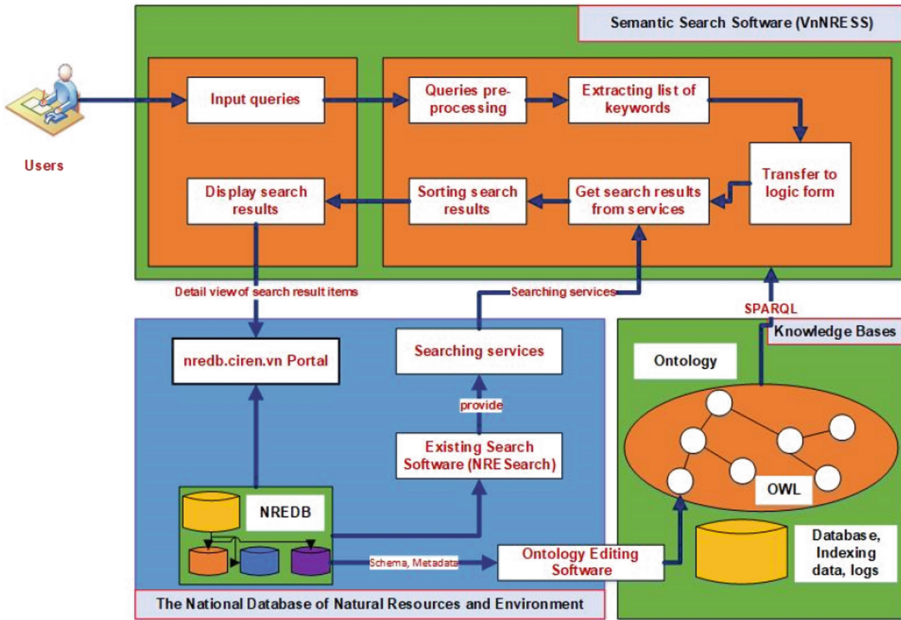 Semantic Search Software (VnNRESS)
Input queries
Queries pre-
processing
Extracting list of
keywords
Users
Transfer to
logic form
Display search
results
Sorting search
results
Get search results
from services
Detail view of search result items
Searching services
SPARQL
Knowledge Bases
nredb.ciren.vn Portal
Searching services
Ontology
provide
Existing Search
Software (NRESearch)
OWL
NREDB
Database,
Indexing
data, logs
Schema, Metadata
Ontology Editing
Software
The National Database of Natural Resources and Environment